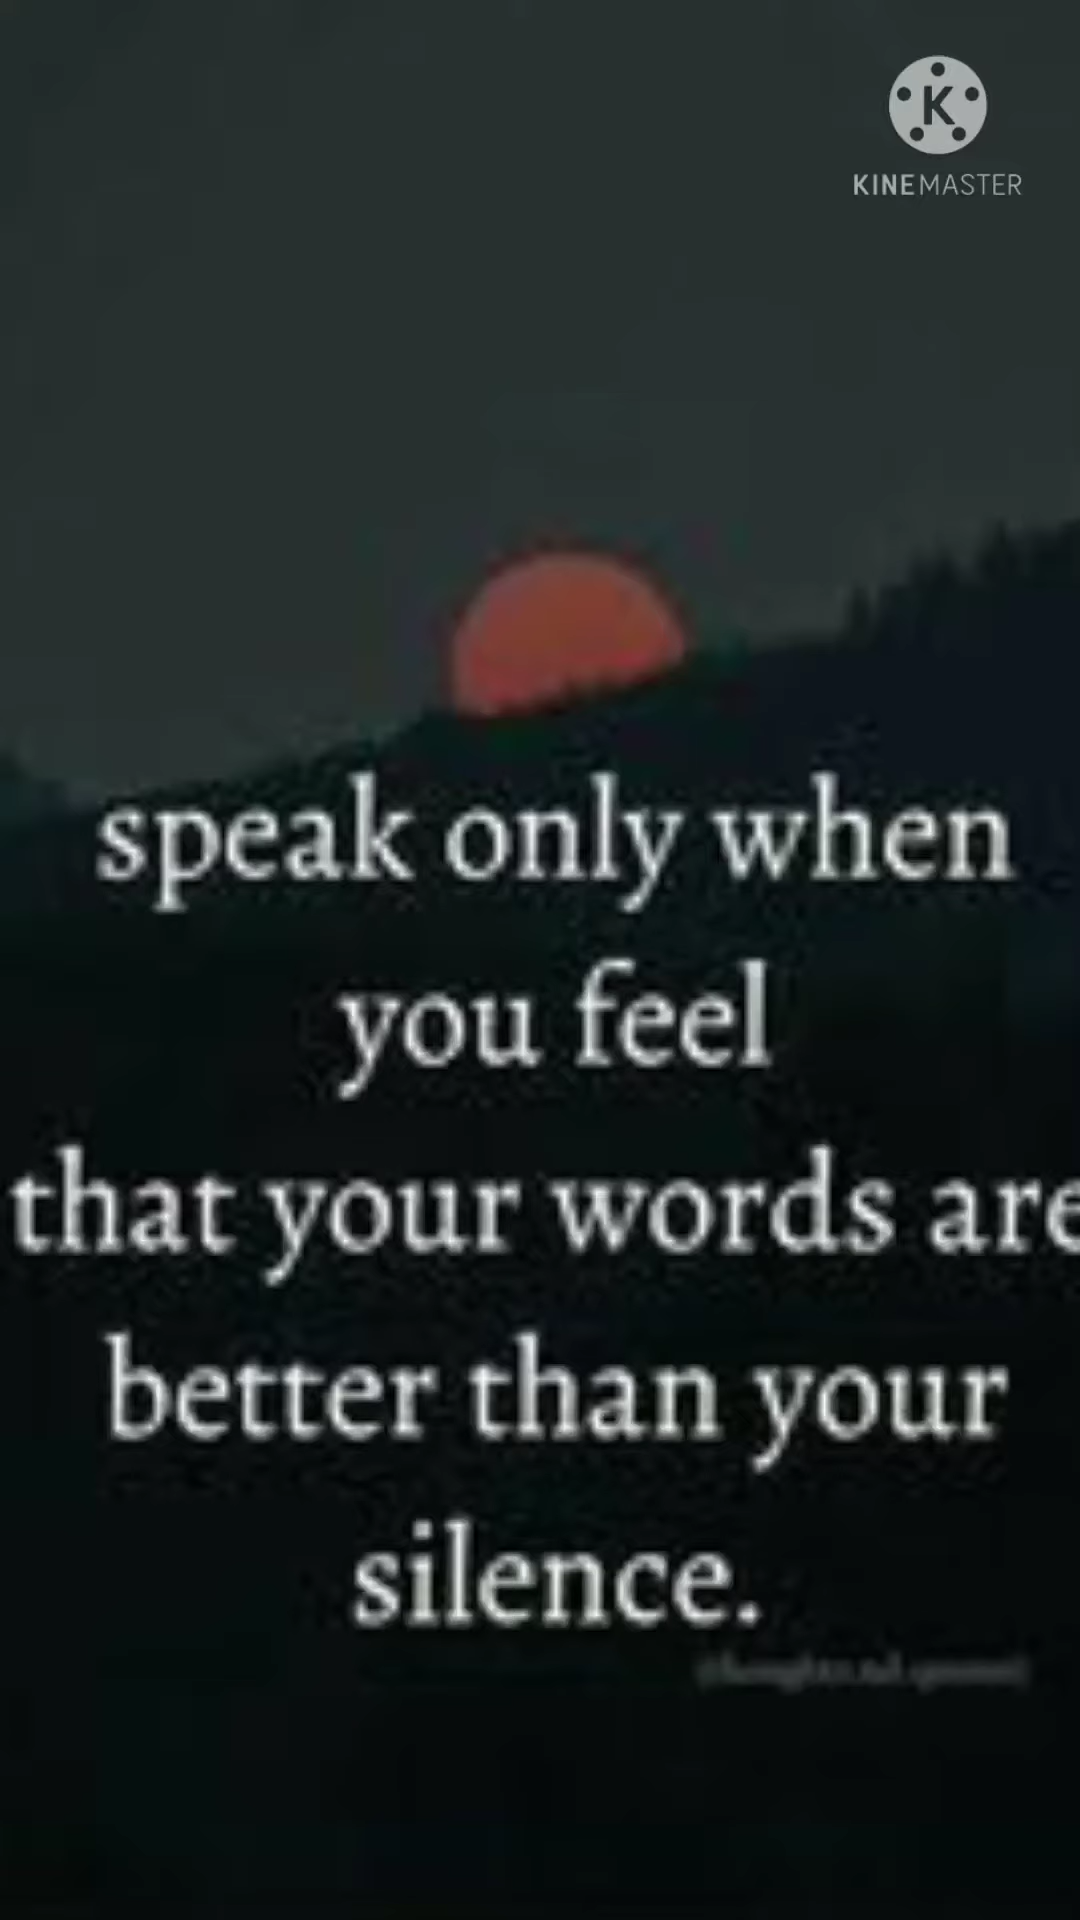 KINEMASTER
speak only when
you feel
that your words are
better than your
silence.